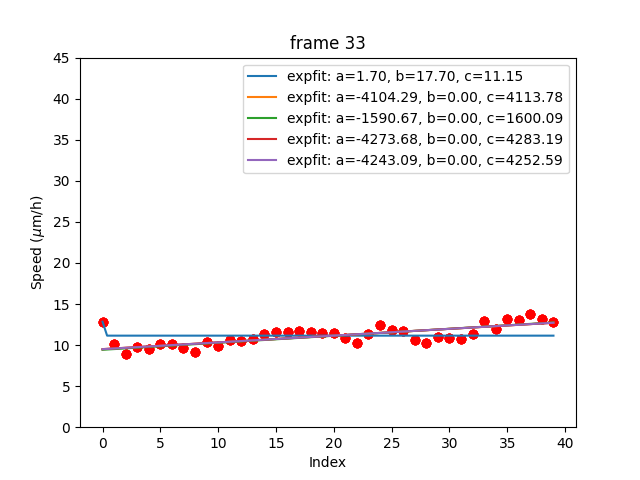 frame 33
45
40
35
30
25
20
15
10
5
0
Speed (μm/h)
expfit: a=1.70, b=17.70, c=11.15
expfit: a=-4104.29, b=0.00, c=4113.78
expfit: a=-1590.67, b=0.00, c=1600.09
expfit: a=-4273.68, b=0.00, c=4283.19
expfit: a=-4243.09, b=0.00, c=4252.59
0 5 10 15 20 25 30 35 40
Index